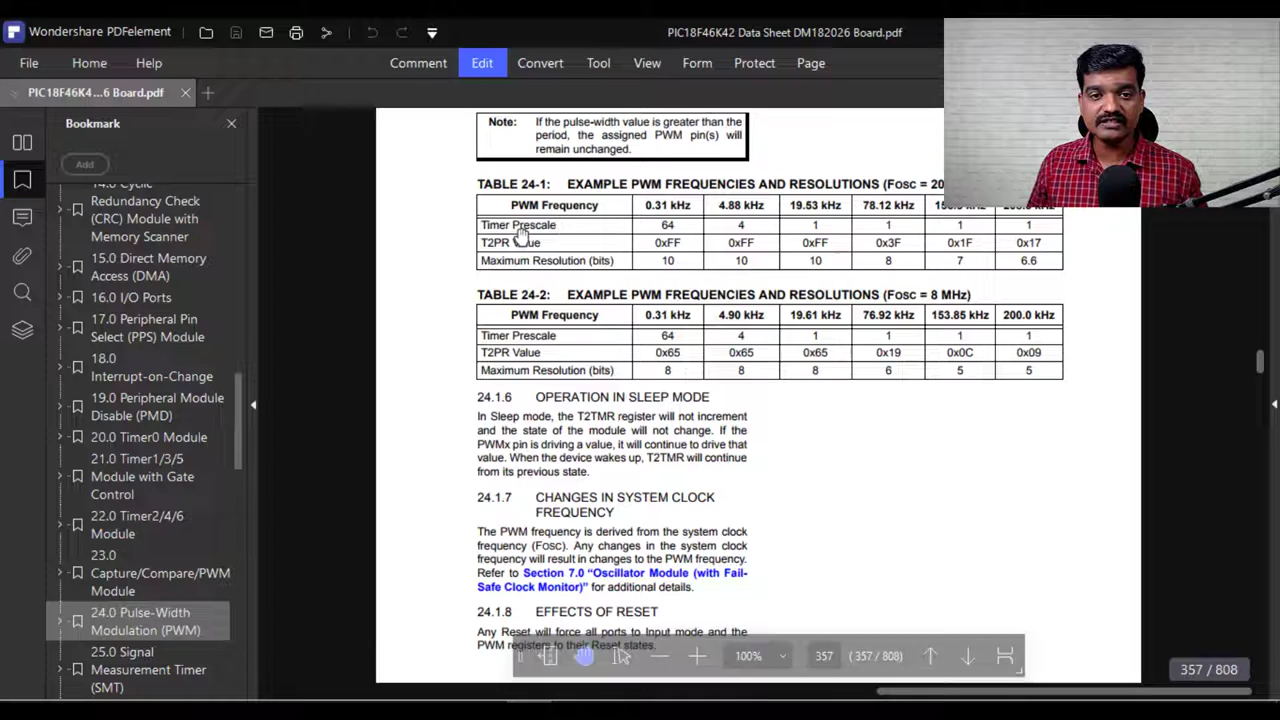 Wondershare PDFelement
PIC18F46K42 Data Sheet DM182026 Board.pdf
File Home Help Comment Edit Convert Tool View Form Protect Page
PIC18F46K4...6 Board.pdf
Bookmark
Add
14.0 Cyclic
Redundancy Check
(CRC) Module with
Memory Scanner
15.0 Direct Memory
Access (DMA)
16.0 I/O Ports
17.0 Peripheral Pin
Select (PPS) Module
18.0
Interrupt-on-Change
19.0 Peripheral Module
Disable (PMD)
20.0 Timer0 Module
21.0 Timer1/3/5
Module with Gate
Control
22.0 Timer2/4/6
Module
23.0
Capture/Compare/PWM
Module
24.0 Pulse-Width
Modulation (PWM)
25.0 Signal
Measurement Timer
(SMT)
Note: If the pulse-width value is greater than the
period, the assigned PWM pin(s) will
remain unchanged.
TABLE 24-1: EXAMPLE PWM FREQUENCIES AND RESOLUTIONS (FOSC = 20
PWM Frequency 0.31 kHz 4.88 kHz 19.53 kHz 78.12 kHz
Timer Prescale 64 4 1 1 1 1
T2PR Value 0xFF 0xFF 0xFF 0x3F 0x1F 0x17
Maximum Resolution (bits) 10 10 10 8 7 6.6
TABLE 24-2: EXAMPLE PWM FREQUENCIES AND RESOLUTIONS (FOSC = 8 MHz)
PWM Frequency 0.31 kHz 4.90 kHz 19.61 kHz 76.92 kHz 153.85 kHz 200.0 kHz
Timer Prescale 64 4 1 1 1 1
T2PR Value 0x65 0x65 0x65 0x19 0x0C 0x09
Maximum Resolution (bits) 8 8 8 6 5 5
24.1.6 OPERATION IN SLEEP MODE
In Sleep mode, the T2TMR register will not increment
and the state of the module will not change. If the
PWMx pin is driving a value, it will continue to drive that
value. When the device wakes up, T2TMR will continue
from its previous state.
24.1.7 CHANGES IN SYSTEM CLOCK
FREQUENCY
The PWM frequency is derived from the system clock
frequency (FOSC). Any changes in the system clock
frequency will result in changes to the PWM frequency.
Refer to Section 7.0 “Oscillator Module (with Fail-
Safe Clock Monitor)” for additional details.
24.1.8 EFFECTS OF RESET
Any Reset will force all ports to Input mode and the
PWM registers to their Reset states.
100% 357 (357 / 808)
357 / 808